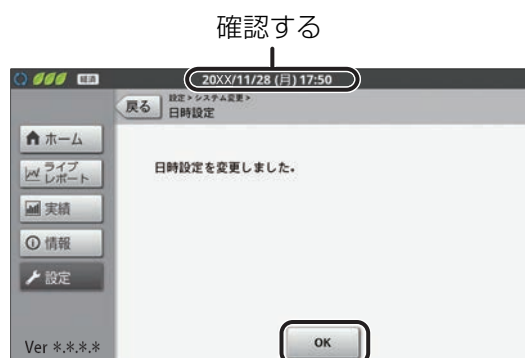 確認する
経済
20XX/11/28 (月) 17:50
戻る
設定>システム変更>
日時設定
ホーム
ライブ
レポート
実績
情報
設定
日時設定を変更しました。
OK
Ver *.*.*.*